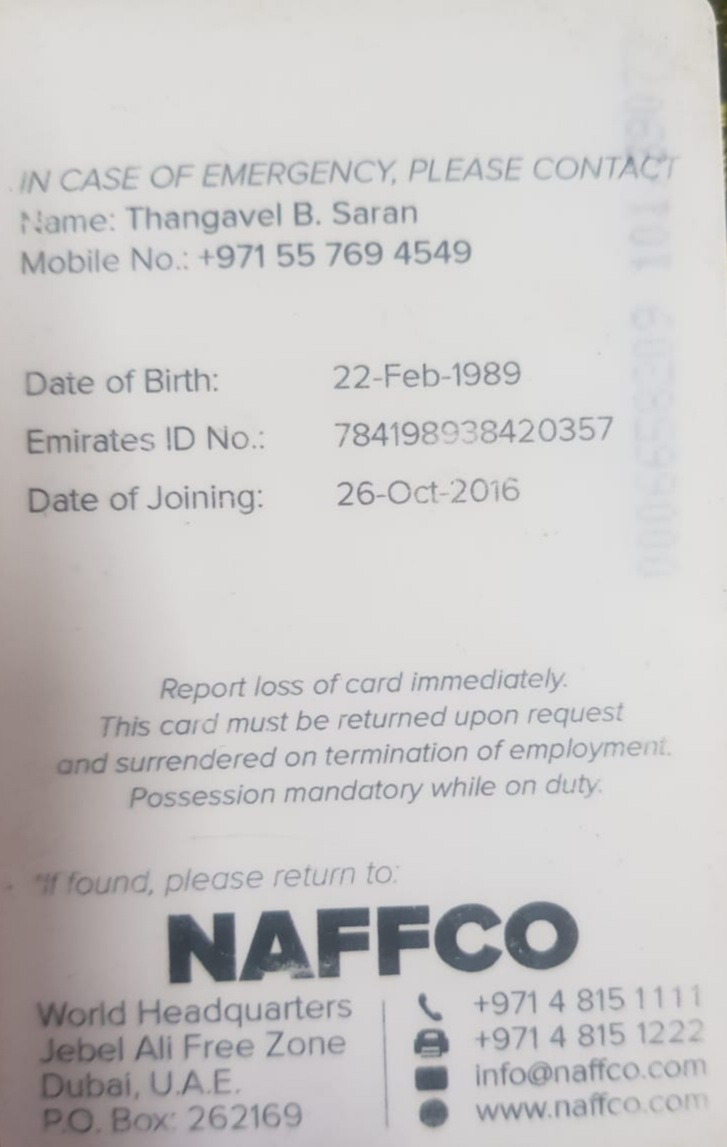 IN CASE OF EMERGENCY, PLEASE CONTACT
Name: Thangavel B. Saran
Mobile No.: +971 55 769 4549
Date of Birth: 22-Feb-1989
Emirates ID No.: 784198938420357
Date of Joining: 26-Oct-2016
Report loss of card immediately.
This card must be returned upon request
and surrendered on termination of employment.
Possession mandatory while on duty.
*If found, please return to:
NAFFCO
World Headquarters
Jebel Ali Free Zone
Dubai, U.A.E.
P.O. Box: 262169
+971 4 815 1111
+971 4 815 1222
info@naffco.com
www.naffco.com